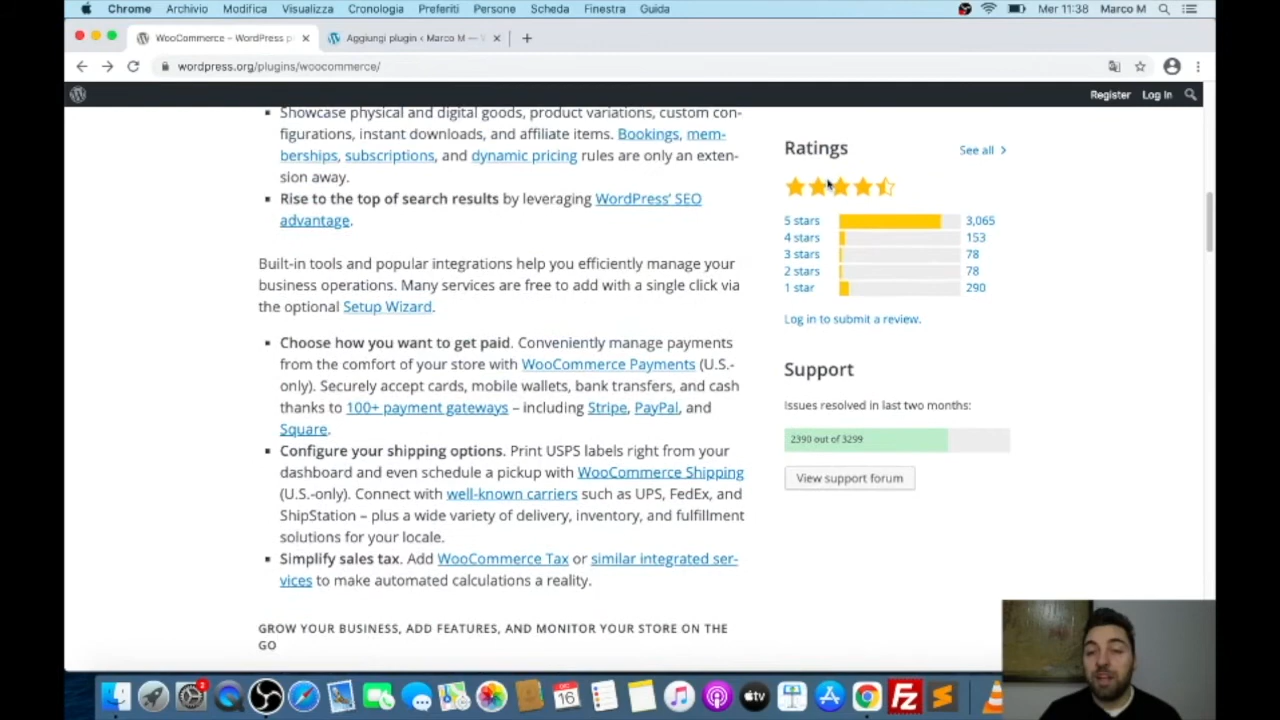 Chrome Archivio Modifica Visualizza Cronologia Preferiti Persone Scheda Finestra Guida Mer 11:38 Marco M
WooCommerce – WordPress p Aggiungi plugin ‹ Marco M —
wordpress.org/plugins/woocommerce/
Register Log In
Showcase physical and digital goods, product variations, custom con-
figurations, instant downloads, and affiliate items. Bookings, mem-
berships, subscriptions, and dynamic pricing rules are only an exten-
sion away.
Rise to the top of search results by leveraging WordPress’ SEO
advantage.
Built-in tools and popular integrations help you efficiently manage your
business operations. Many services are free to add with a single click via
the optional Setup Wizard.
Choose how you want to get paid. Conveniently manage payments
from the comfort of your store with WooCommerce Payments (U.S.-
only). Securely accept cards, mobile wallets, bank transfers, and cash
thanks to 100+ payment gateways – including Stripe, PayPal, and
Square.
Configure your shipping options. Print USPS labels right from your
dashboard and even schedule a pickup with WooCommerce Shipping
(U.S.-only). Connect with well-known carriers such as UPS, FedEx, and
ShipStation – plus a wide variety of delivery, inventory, and fulfillment
solutions for your locale.
Simplify sales tax. Add WooCommerce Tax or similar integrated ser-
vices to make automated calculations a reality.
GROW YOUR BUSINESS, ADD FEATURES, AND MONITOR YOUR STORE ON THE
GO
Ratings See all
5 stars 3,065
4 stars 153
3 stars 78
2 stars 78
1 star 290
Log in to submit a review.
Support
Issues resolved in last two months:
2390 out of 3299
View support forum
2
16
tv
Fz